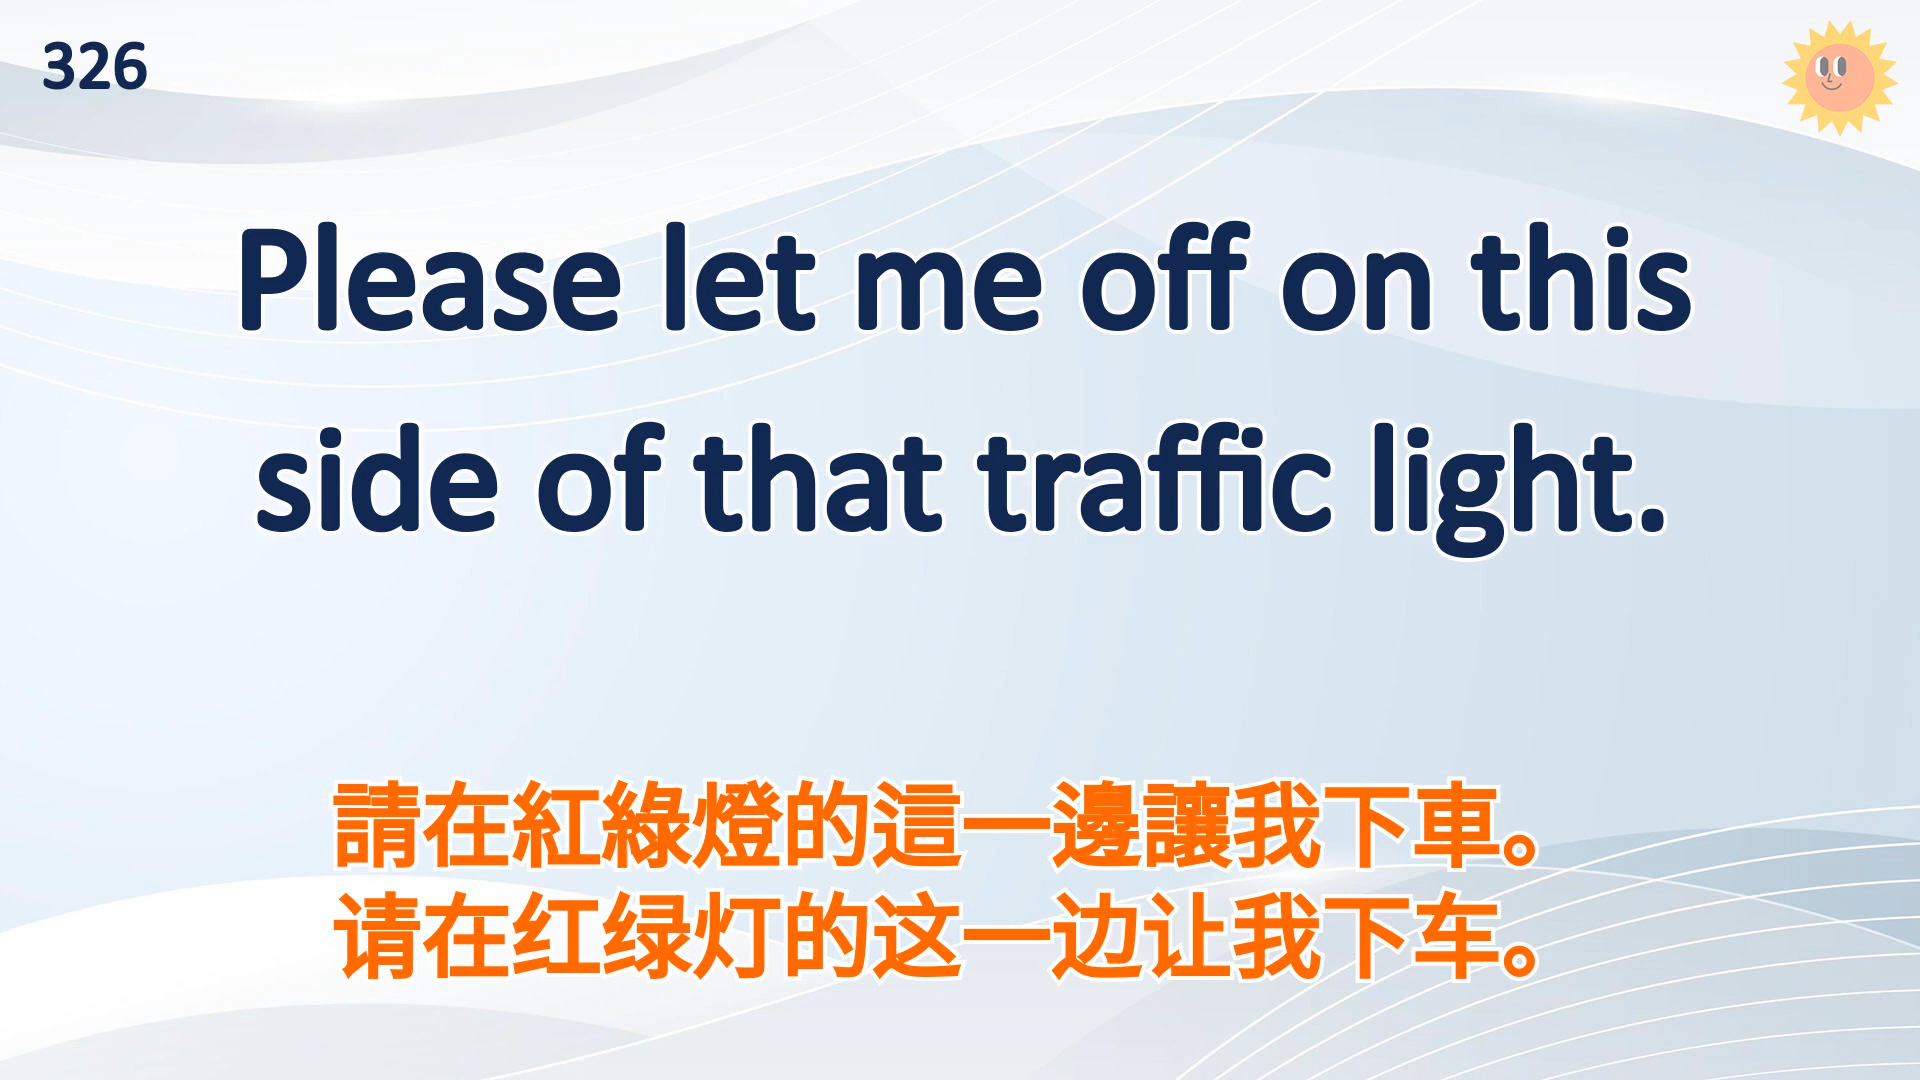 326
Please let me off on this
side of that traffic light.
請在紅綠燈的這一邊讓我下車。
请在红绿灯的这一边让我下车。